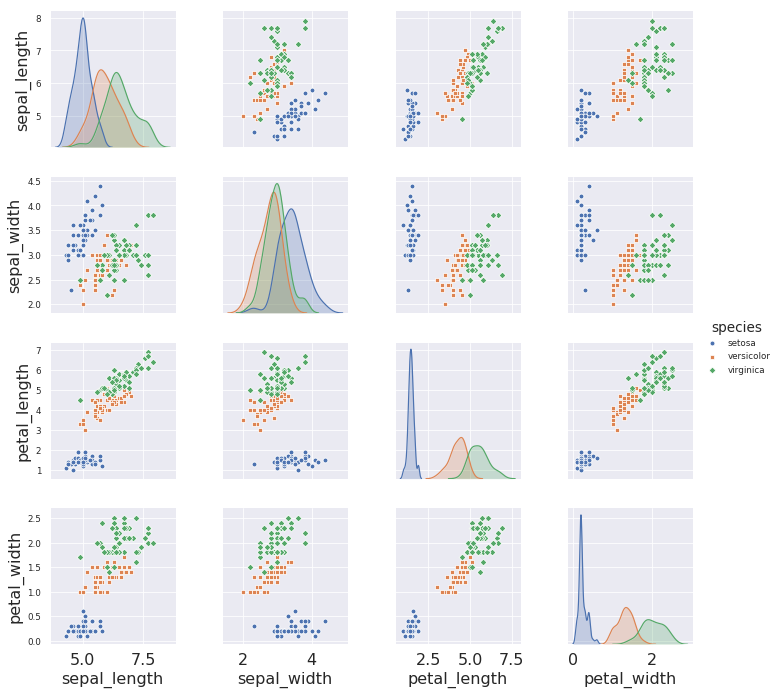 sepal_length
8
7
6
5
sepal_width
4.5
4.0
3.5
3.0
2.5
2.0
petal_length
7
6
5
4
3
2
1
petal_width
2.5
2.0
1.5
1.0
0.5
0.0
5.0 7.5
sepal_length
2 4
sepal_width
2.5 5.0 7.5
petal_length
0 2
petal_width
species
setosa
versicolor
virginica